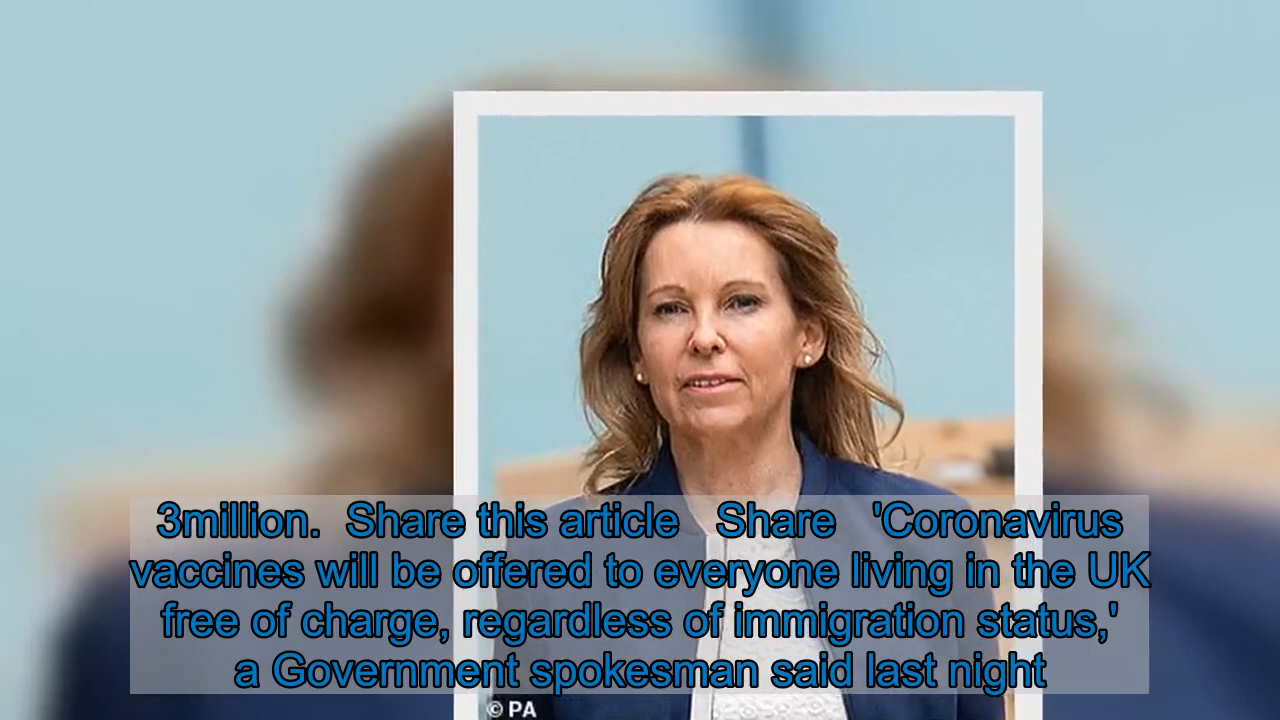 3million.  Share this article   Share   'Coronavirus
vaccines will be offered to everyone living in the UK
free of charge, regardless of immigration status,'
a Government spokesman said last night
© PA